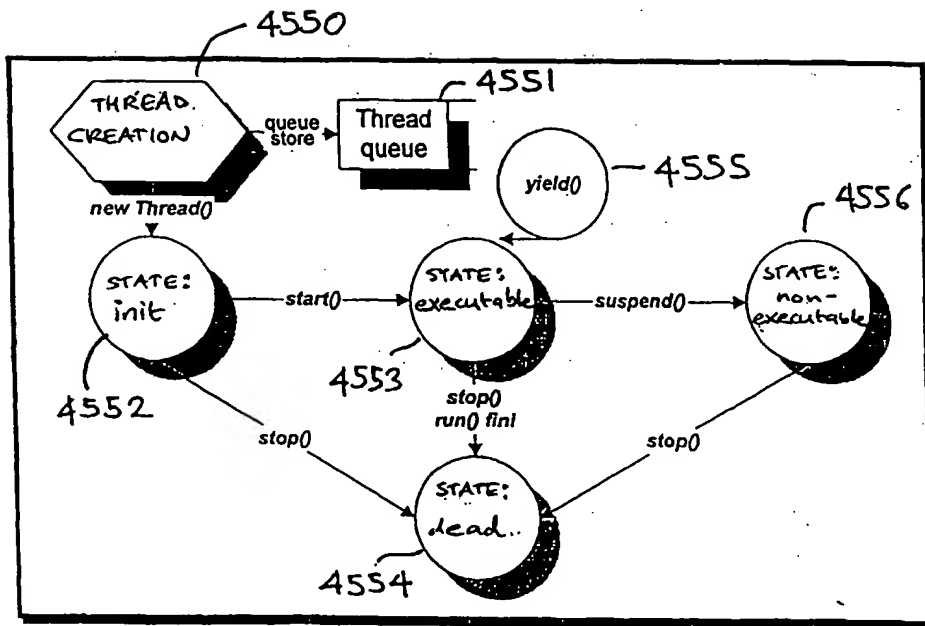 4550
4551
THREAD.
CREATION
queue
store
Thread
queue
yield()
4555
4556
new Thread()
STATE:
init
start()
STATE:
executable
suspend()
STATE:
non-
executable
4552
4553
stop()
run() fini
stop()
stop()
STATE:
dead..
4554